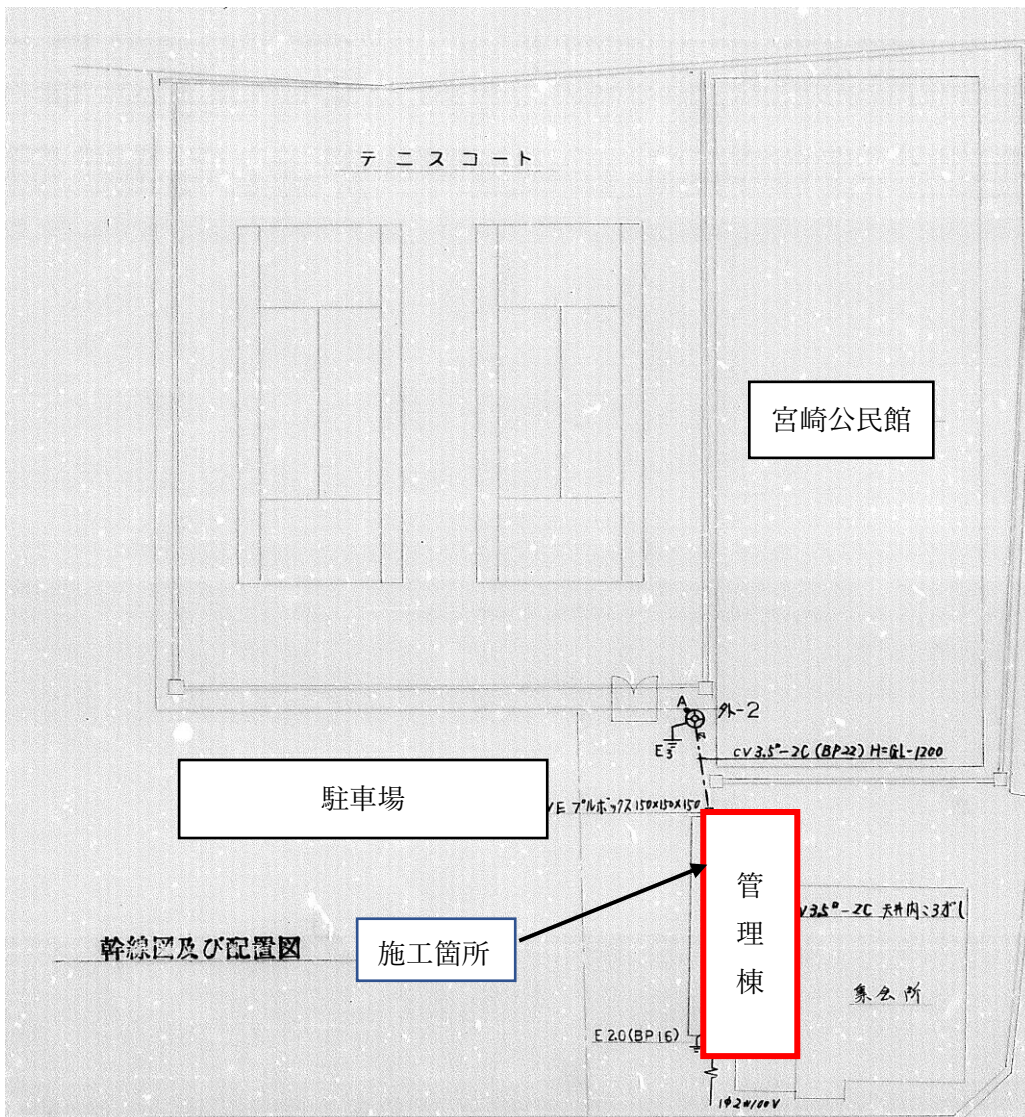 テニスコート
宮崎公民館
A
外-2
E3
CV3.5°-2C (BP22) H=GL-1200
駐車場
VE プルボックス 150×150×150
管理棟
V3.5°-2C 天井内ころがし
施工箇所
幹線図及び配置図
集会所
E2.0(BP16)
1φ2W100V